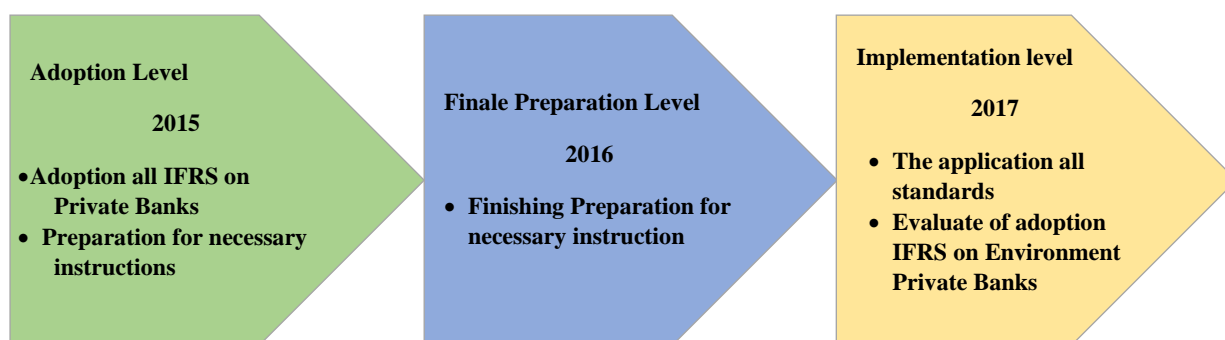 Adoption Level
2015
•Adoption all IFRS on
Private Banks
• Preparation for necessary
instructions
Finale Preparation Level
2016
• Finishing Preparation for
necessary instruction
Implementation level
2017
• The application all
standards
• Evaluate of adoption
IFRS on Environment
Private Banks